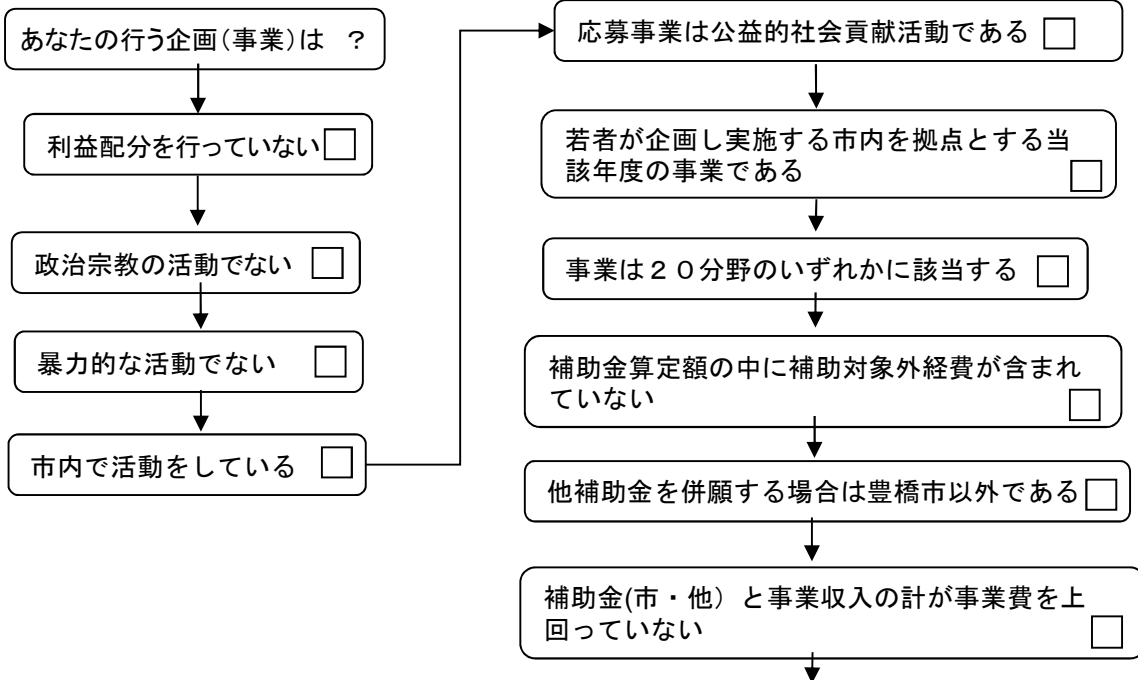 あなたの行う企画(事業)は ?
利益配分を行っていない□
政治宗教の活動でない □
暴力的な活動でない □
市内で活動をしている □
応募事業は公益的社会貢献活動である □
若者が企画し実施する市内を拠点とする当
該年度の事業である □
事業は20分野のいずれかに該当する □
補助金算定額の中に補助対象外経費が含まれ
ていない □
他補助金を併願する場合は豊橋市以外である□
補助金(市・他）と事業収入の計が事業費を上
回っていない □